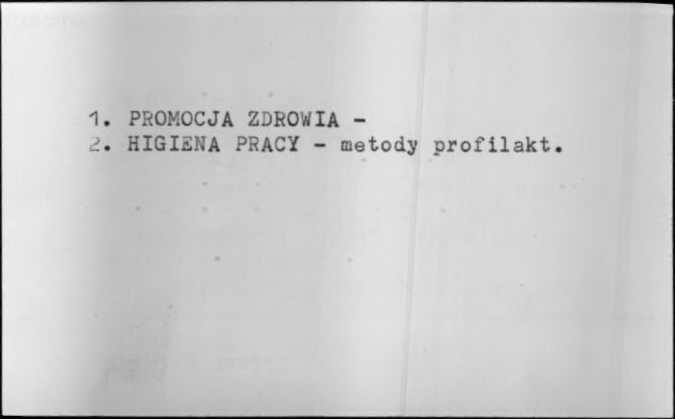 1. PROMOCJA ZDROWIA -
2. HIGIENA PRACY - metody profilakt.